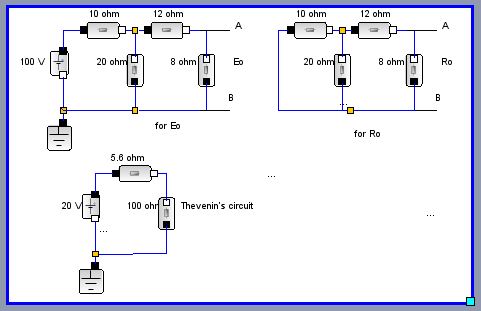 10 ohm 12 ohm A
100 V 20 ohm 8 ohm Eo
B
for Eo
10 ohm 12 ohm A
20 ohm 8 ohm Ro
...
B
for Ro
5.6 ohm
20 V 100 ohm Thevenin's circuit
...
...
...